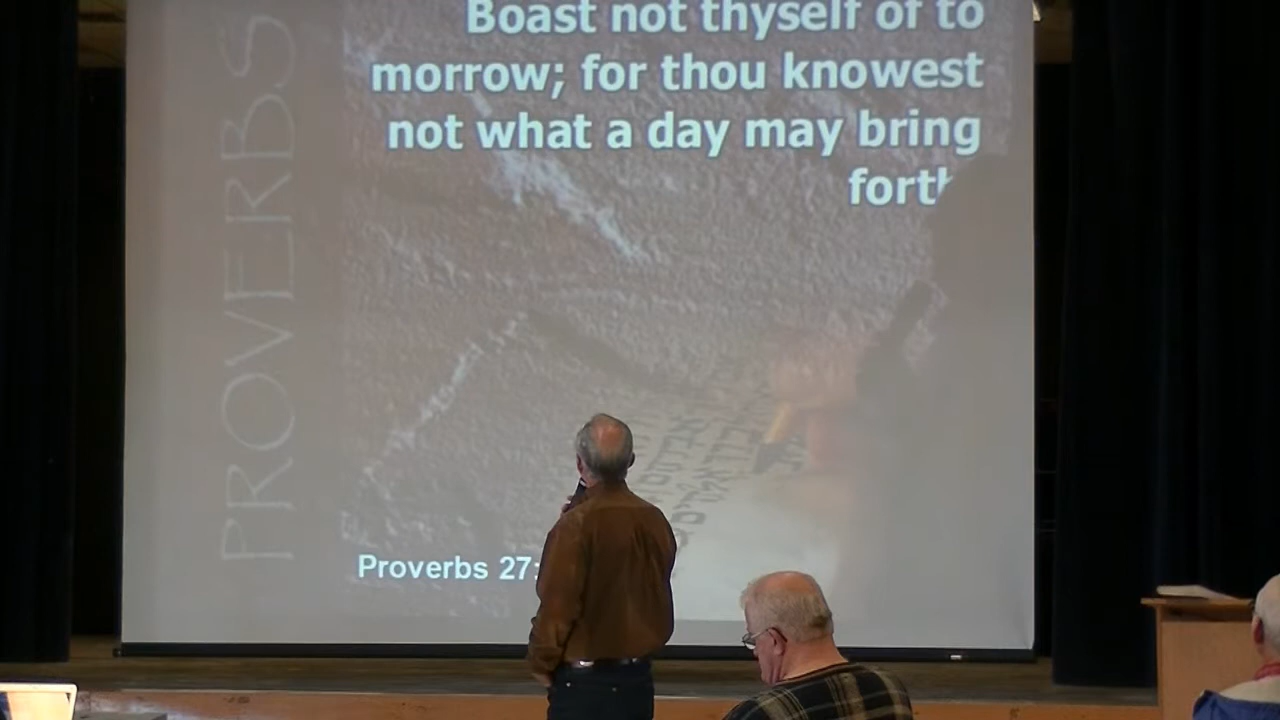 Boast not thyself of to
morrow; for thou knowest
not what a day may bring
forth
PROVERBS
Proverbs 27: